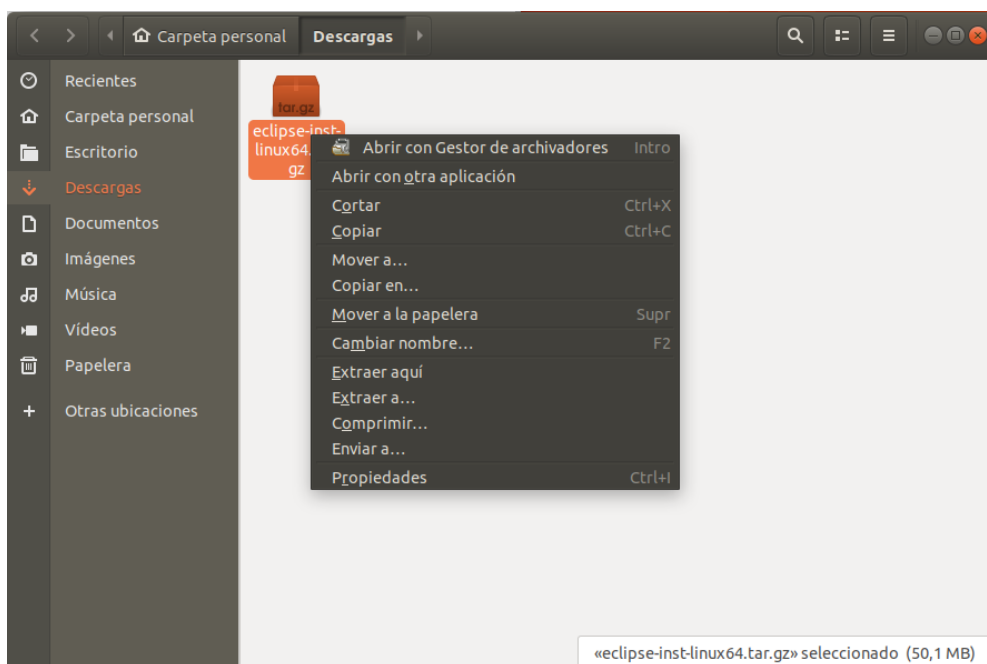 Carpeta personal Descargas
Recientes
Carpeta personal
Escritorio
Descargas
Documentos
Imágenes
Música
Vídeos
Papelera
Otras ubicaciones
tar.gz
eclipse-inst-
linux64.
gz
Abrir con Gestor de archivadores Intro
Abrir con otra aplicación
Cortar Ctrl+X
Copiar Ctrl+C
Mover a...
Copiar en...
Mover a la papelera Supr
Cambiar nombre... F2
Extraer aquí
Extraer a...
Comprimir...
Enviar a...
Propiedades Ctrl+I
«eclipse-inst-linux64.tar.gz» seleccionado (50,1 MB)